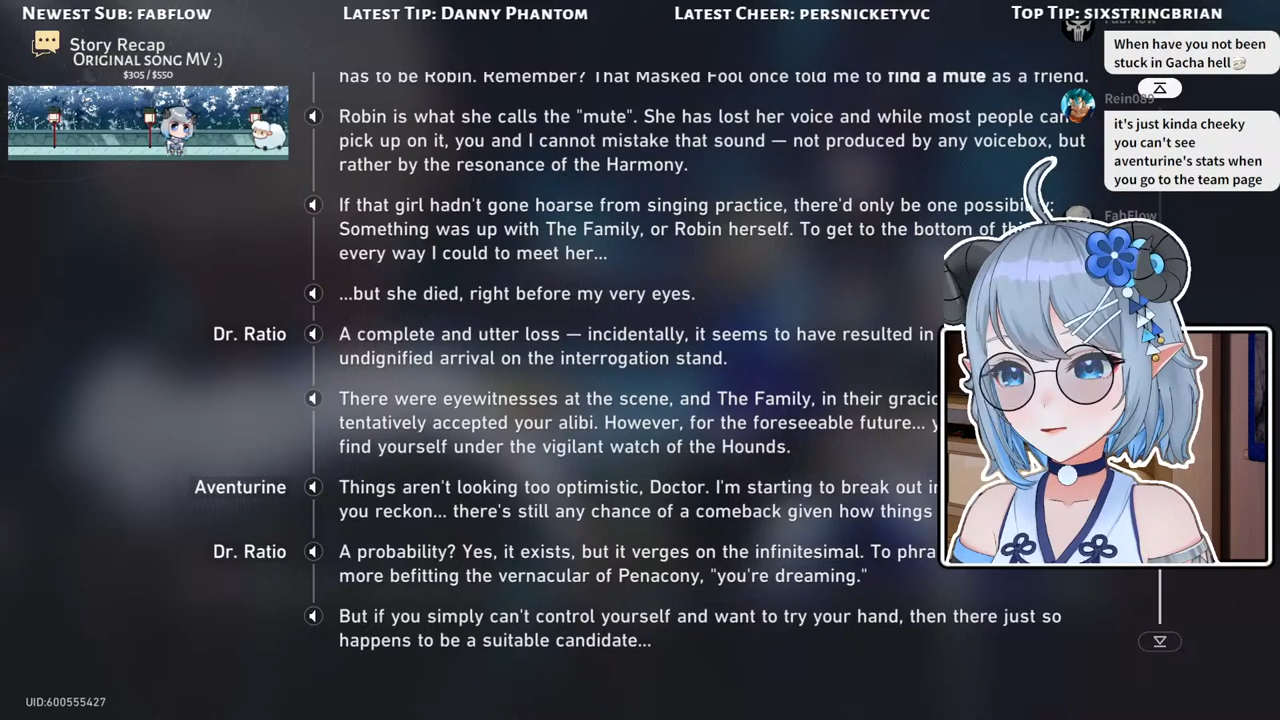 Newest Sub: fabflow
Latest Tip: Danny Phantom
Latest Cheer: persnicketyvc
Top Tip: sixstringbrian
Story Recap
Original song MV :)
$305 / $550
has to be Robin. Remember? That Masked Fool once told me to find a mute as a friend.
Robin is what she calls the "mute". She has lost her voice and while most people can
pick up on it, you and I cannot mistake that sound — not produced by any voicebox, but
rather by the resonance of the Harmony.
If that girl hadn't gone hoarse from singing practice, there'd only be one
Something was up with The Family, or Robin herself. To get to the bottom of
every way I could to meet her...
...but she died, right before my very eyes.
Dr. Ratio
A complete and utter loss — incidentally, it seems to have resulted in
undignified arrival on the interrogation stand.
There were eyewitnesses at the scene, and The Family, in their
tentatively accepted your alibi. However, for the foreseeable future...
find yourself under the vigilant watch of the Hounds.
Aventurine
Things aren't looking too optimistic, Doctor. I'm starting to break out
you reckon... there's still any chance of a comeback given how things
Dr. Ratio
A probability? Yes, it exists, but it verges on the infinitesimal. To
more befitting the vernacular of Penacony, "you're dreaming."
But if you simply can't control yourself and want to try your hand, then there just so
happens to be a suitable candidate...
FabFlow
When have you not been
stuck in Gacha hell
Rein089
it's just kinda cheeky
you can't see
aventurine's stats when
you go to the team page
FabFlow
UID:600555427